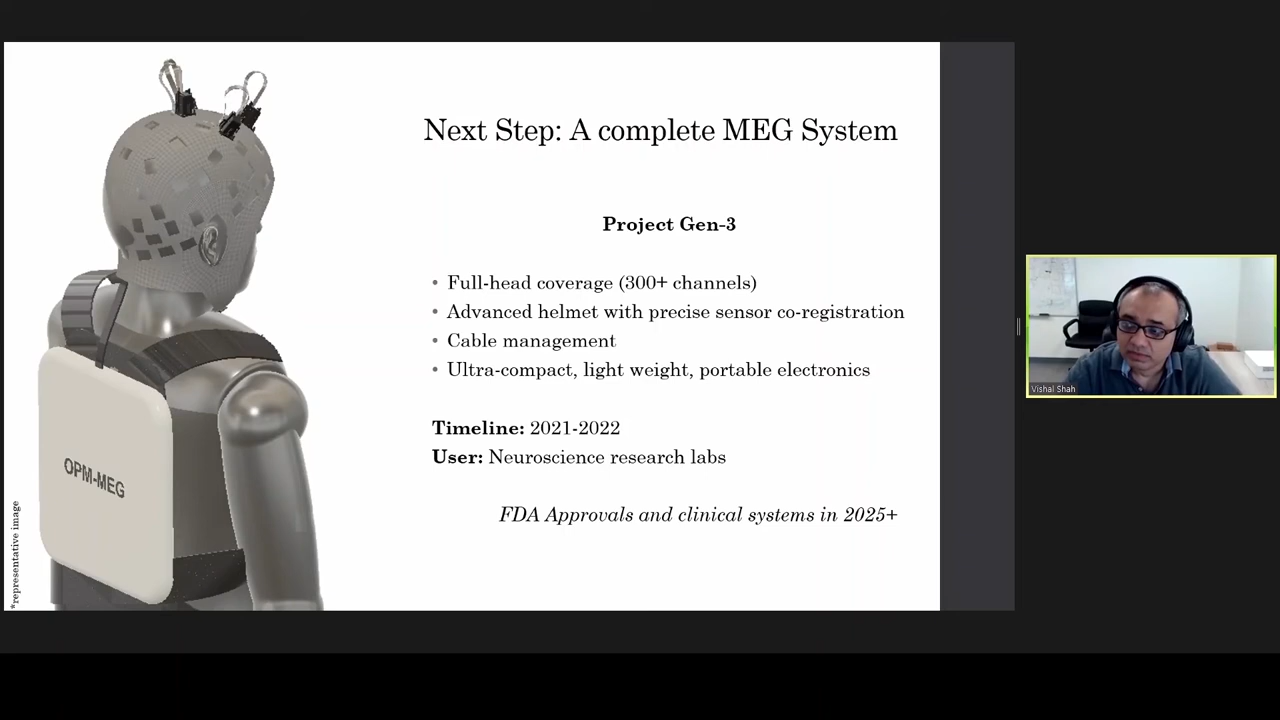 Next Step: A complete MEG System
Project Gen-3
• Full-head coverage (300+ channels)
• Advanced helmet with precise sensor co-registration
• Cable management
• Ultra-compact, light weight, portable electronics
Timeline: 2021-2022
User: Neuroscience research labs
FDA Approvals and clinical systems in 2025+
OPM-MEG
*representative image
Vishal Shah